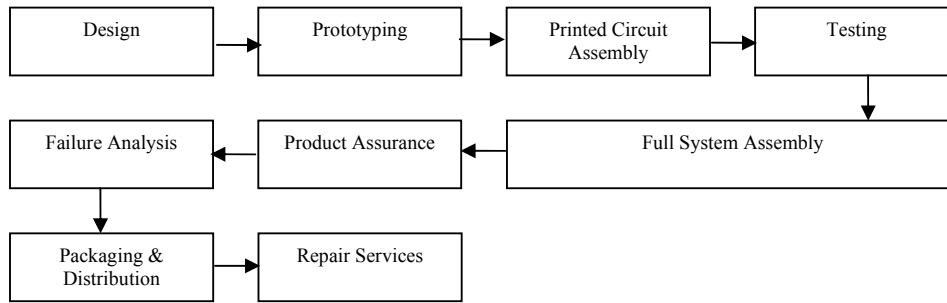 Design
Prototyping
Printed Circuit
Assembly
Testing
Failure Analysis
Product Assurance
Full System Assembly
Packaging &
Distribution
Repair Services